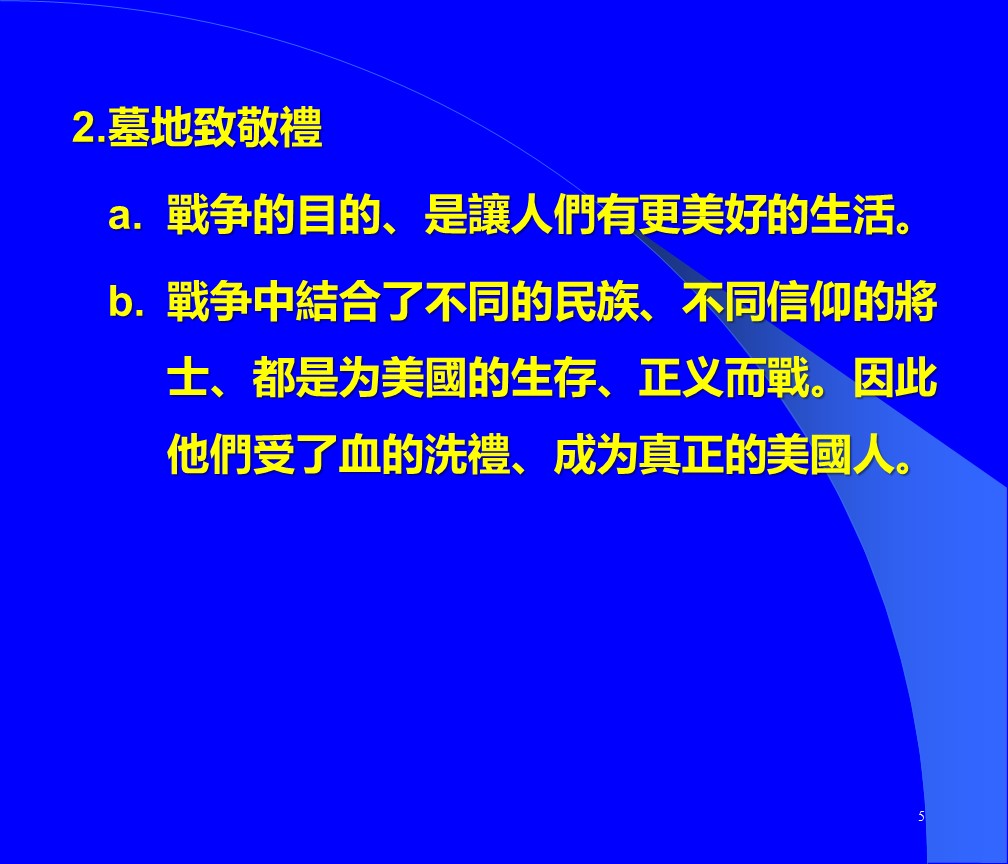 2.墓地致敬禮
a. 戰争的目的、是讓人們有更美好的生活。
b. 戰争中結合了不同的民族、不同信仰的將
士、都是为美國的生存、正义而戰。因此
他們受了血的洗禮、成为真正的美國人。
5